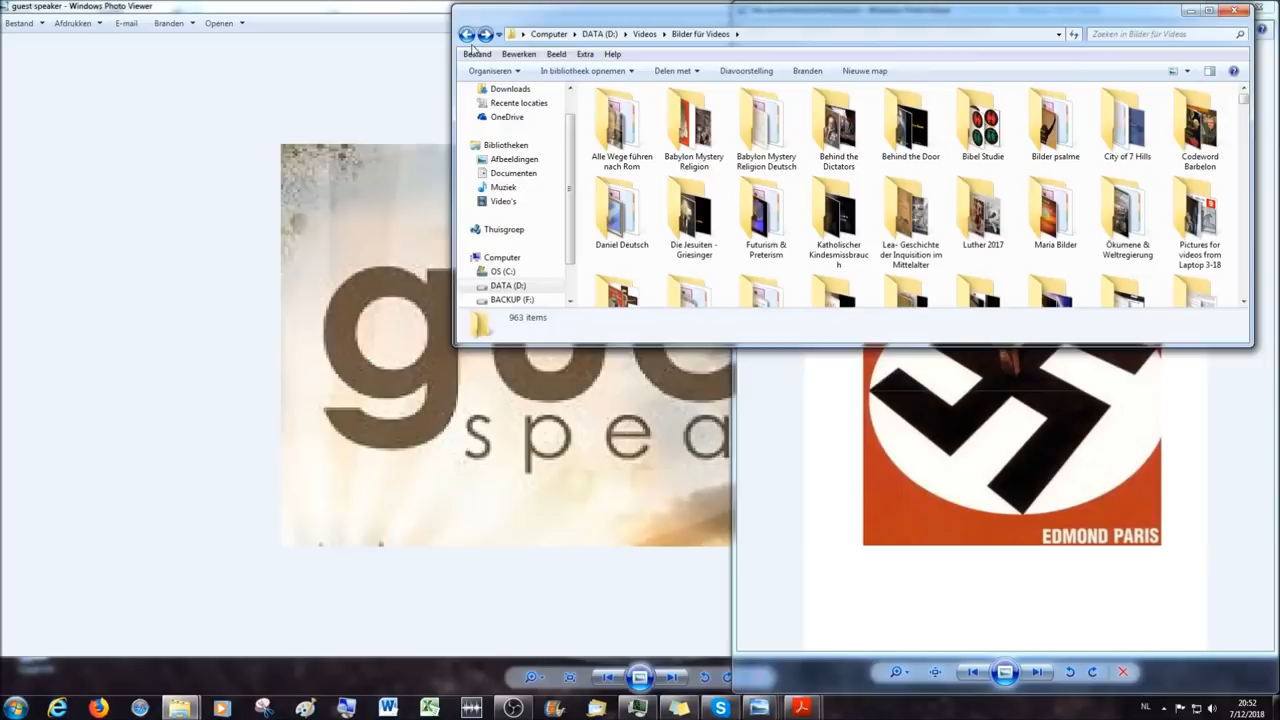 guest speaker - Windows Photo Viewer
Bestand Afdrukken E-mail Branden Openen
Computer DATA (D:) Videos Bilder für Videos
Zoeken in Bilder für Videos
Bestand Bewerken Beeld Extra Help
Organiseren In bibliotheek opnemen Delen met Diavoorstelling Branden Nieuwe map
Downloads
Recente locaties
OneDrive
Bibliotheken
Afbeeldingen
Documenten
Muziek
Video's
Thuisgroep
Computer
OS (C:)
DATA (D:)
BACKUP (F:)
Alle Wege führen
nach Rom
Babylon Mystery
Religion
Babylon Mystery
Religion Deutsch
Behind the
Dictators
Behind the Door
Bibel Studie
Bilder psalme
City of 7 Hills
Codeword
Barbelon
Daniel Deutsch
Die Jesuiten -
Griesinger
Futurism &
Preterism
Katholischer
Kindesmissbrauc
h
Lea- Geschichte
der Inquisition im
Mittelalter
Luther 2017
Maria Bilder
Ökumene &
Weltregierung
Pictures for
videos from
Laptop 3-18
963 items
spea
EDMOND PARIS
NL
20:52
7/12/2018